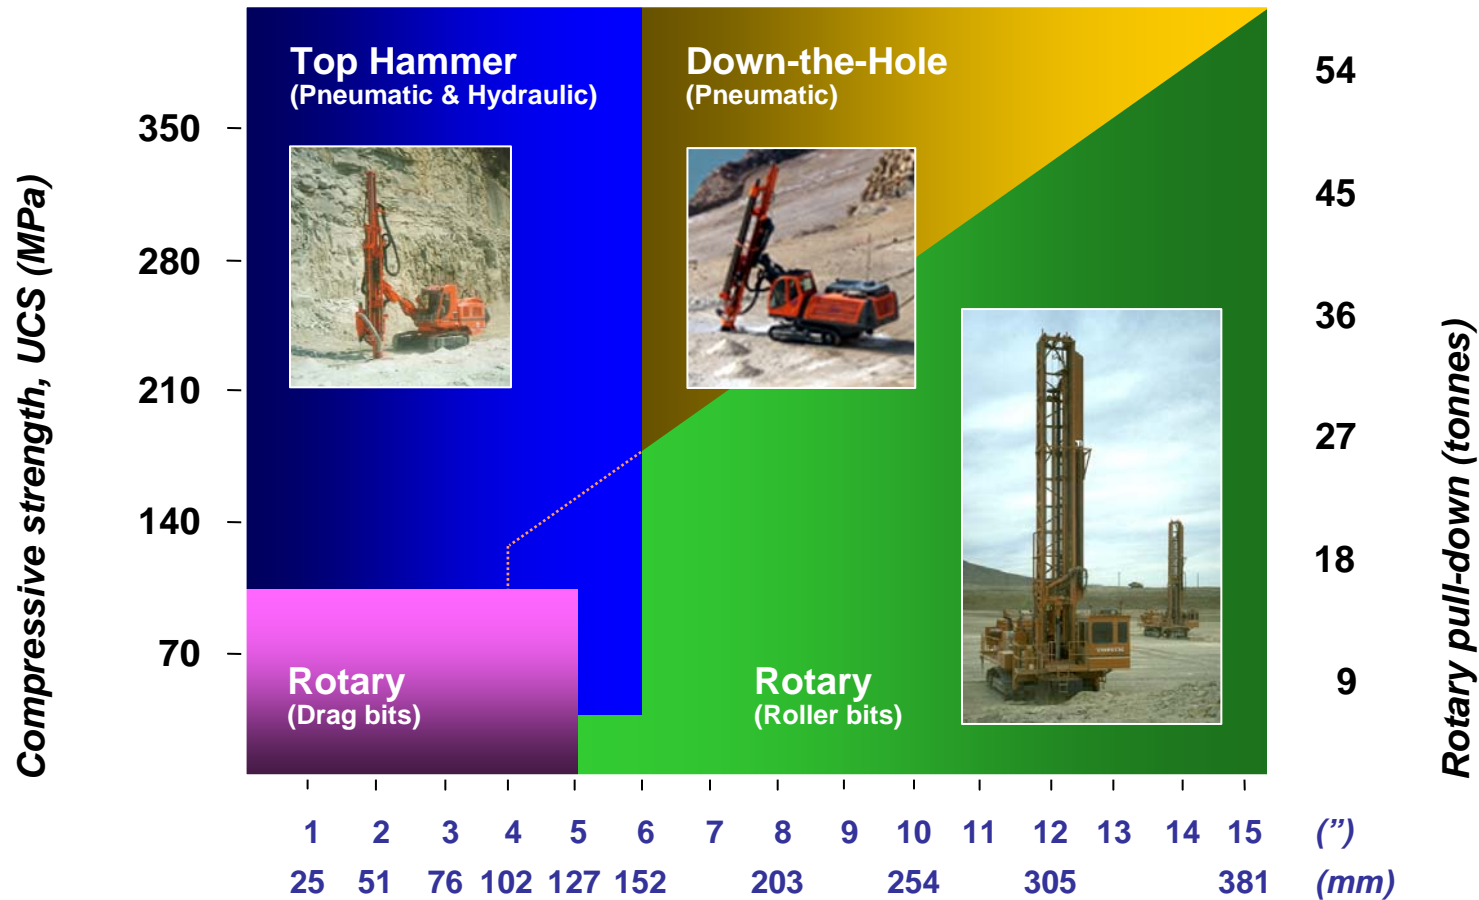 Top Hammer
(Pneumatic & Hydraulic)
Down-the-Hole
(Pneumatic)
Rotary
(Drag bits)
Rotary
(Roller bits)
Compressive strength, UCS (MPa)
350
280
210
140
70
54
45
36
27
18
9
Rotary pull-down (tonnes)
1 2 3 4 5 6 7 8 9 10 11 12 13 14 15 (”)
25 51 76 102 127 152 203 254 305 381 (mm)